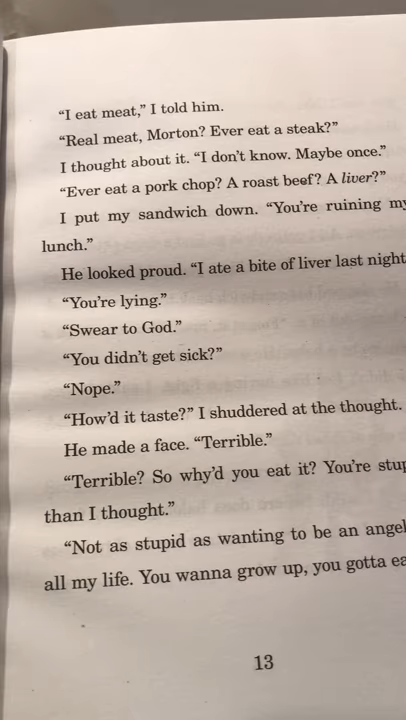 “I eat meat,” I told him.
“Real meat, Morton? Ever eat a steak?”
I thought about it. “I don’t know. Maybe once.”
“Ever eat a pork chop? A roast beef? A liver?”
I put my sandwich down. “You’re ruining my
lunch.”
He looked proud. “I ate a bite of liver last night
“You’re lying.”
“Swear to God.”
“You didn’t get sick?”
“Nope.”
“How’d it taste?” I shuddered at the thought.
He made a face. “Terrible.”
“Terrible? So why’d you eat it? You’re
than I thought.”
“Not as stupid as wanting to be an angel
all my life. You wanna grow up, you gotta
13